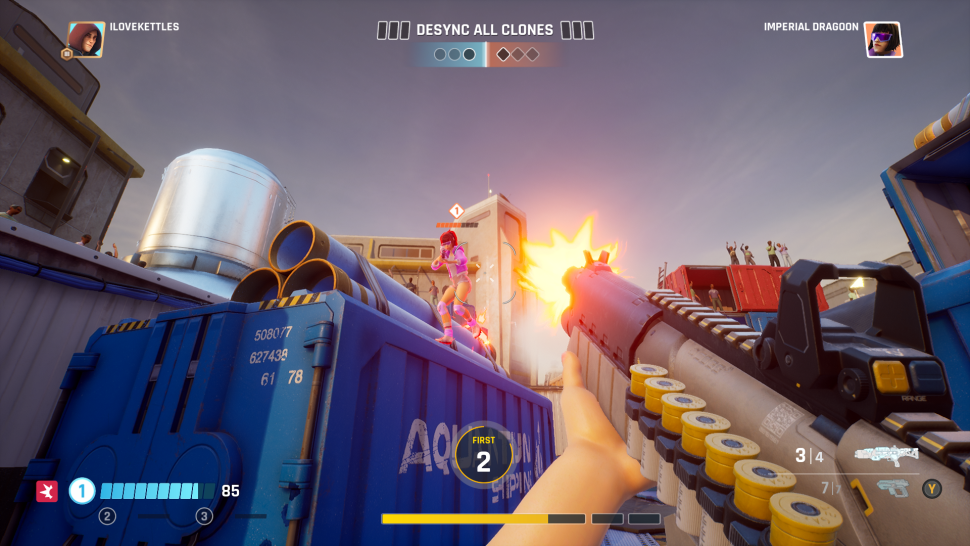 ILOVEKETTLES
DESYNC ALL CLONES
IMPERIAL DRAGOON
1
508077
627438
61 78
RANGE
FIRST
2
3|4
7|7
Y
1
85
2
3